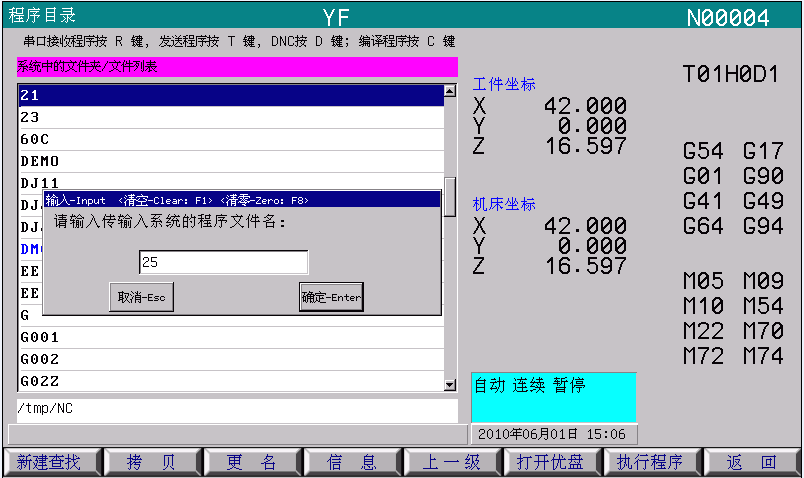 程序目录 YF N00004
串口接收程序按 R 键, 发送程序按 T 键, DNC按 D 键; 编译程序按 C 键
系统中的文件夹/文件列表
21
23
60C
DEMO
DJ11
DJ
DJ
DM
EE
EE
G
G001
G002
G02Z
/tmp/NC
输入-Input <清空-Clear: F1> <清零-Zero: F8>
请输入传输入系统的程序文件名:
25
取消-Esc 确定-Enter
工件坐标
X 42.000
Y 0.000
Z 16.597
机床坐标
X 42.000
Y 0.000
Z 16.597
T01H0D1
G54 G17
G01 G90
G41 G49
G64 G94
M05 M09
M10 M54
M22 M70
M72 M74
自动 连续 暂停
2010年06月01日 15:06
新建查找 拷 贝 更 名 信 息 上一级 打开优盘 执行程序 返 回